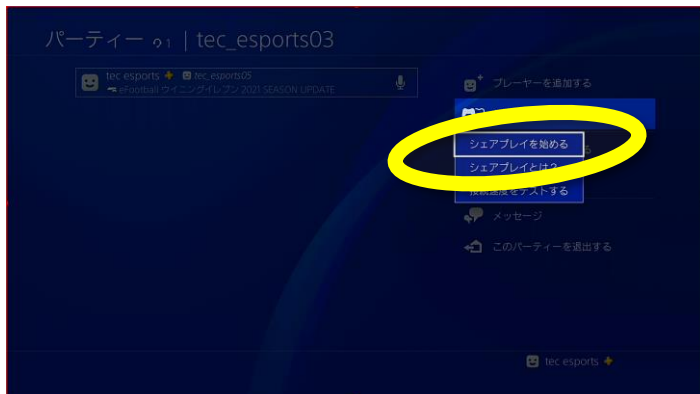 パーティー 1 | tec_esports03
tec esports tec_esports05
eFootball ウイニングイレブン 2021 SEASON UPDATE
プレーヤーを追加する
シェアプレイを始める
シェアプレイとは?
接続速度をテストする
メッセージ
このパーティーを退出する
tec esports